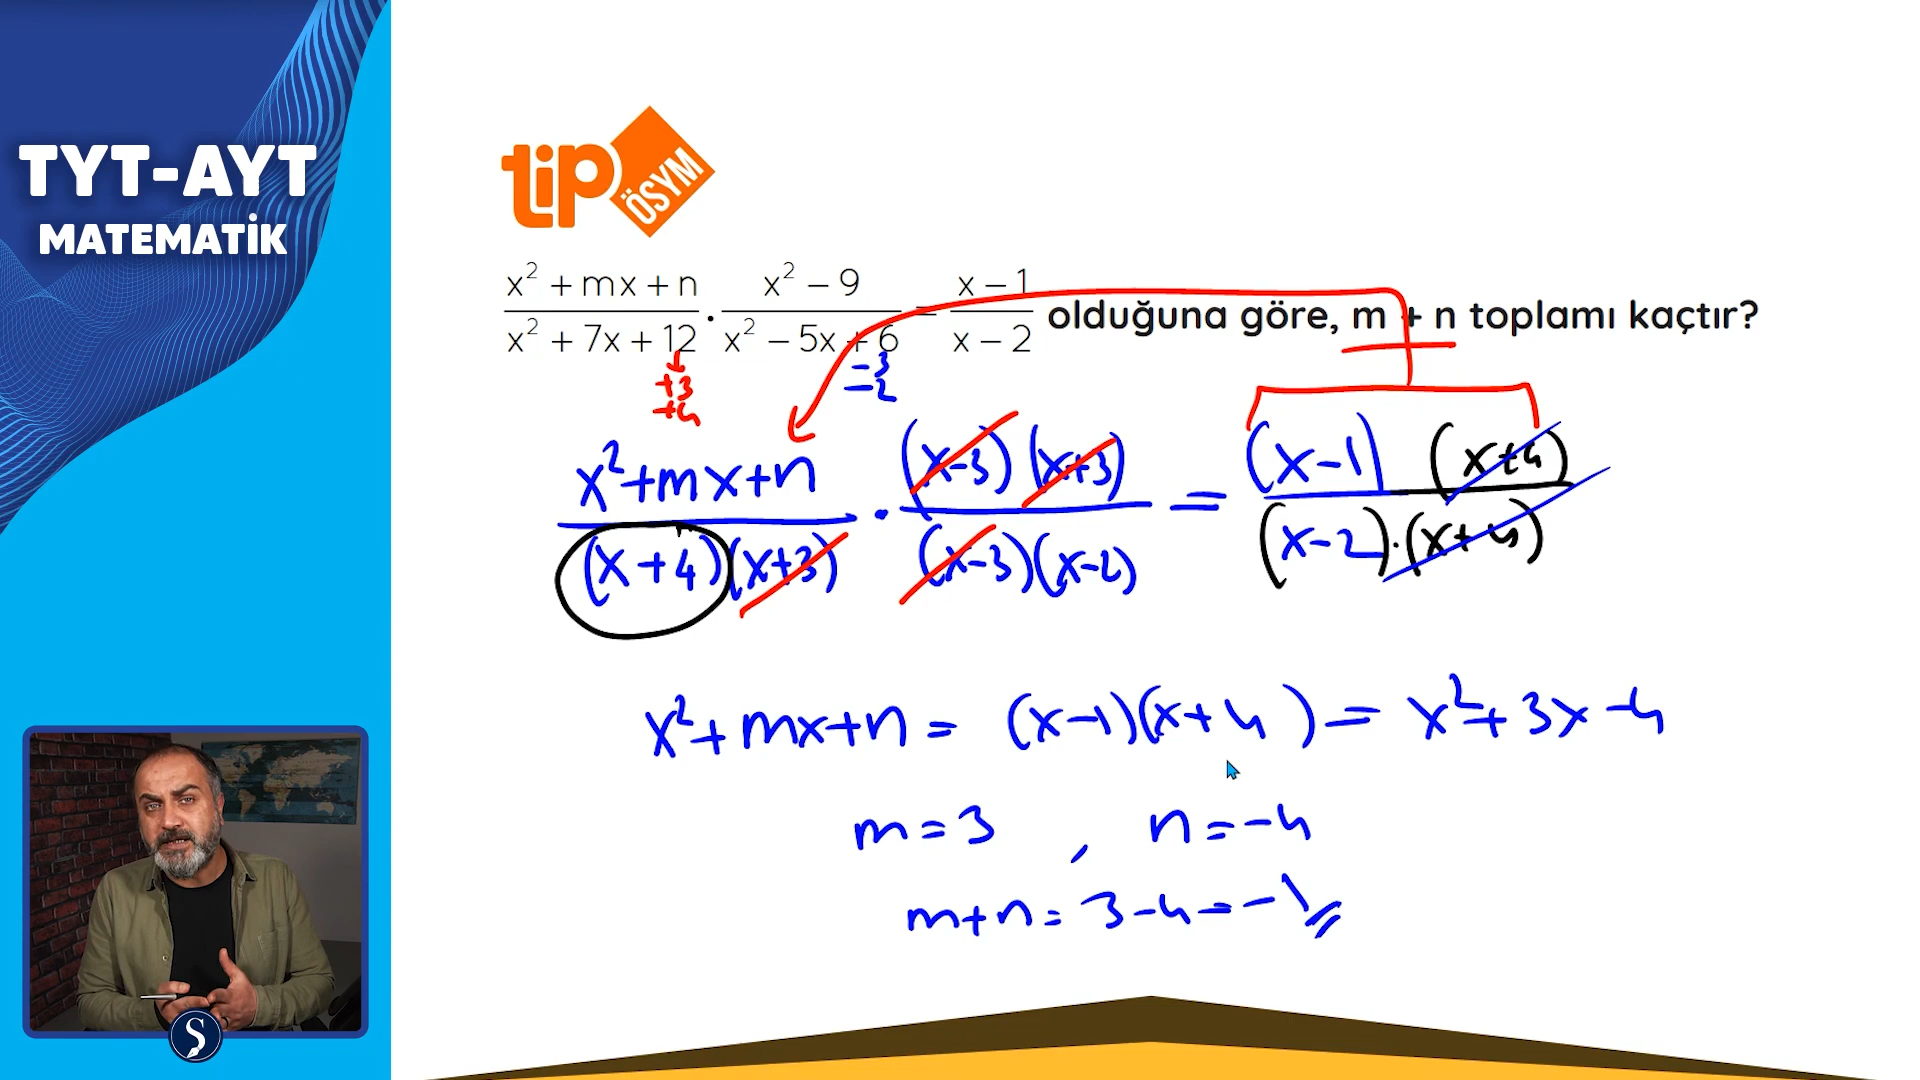 TYT-AYT
MATEMATİK
tip ÖSYM
x² + mx + n / x² + 7x + 12 · x² − 9 / x² − 5x + 6 = x − 1 / x − 2 olduğuna göre, m + n toplamı kaçtır?
+3
+4
−3
−2
x²+mx+n / (x+4)(x+3) · (x−3)(x+3) / (x−3)(x−2) = (x−1)(x+4) / (x−2)·(x+4)
x²+mx+n = (x−1)(x+4) = x²+3x−4
m=3 , n=−4
m+n= 3−4=−1
S